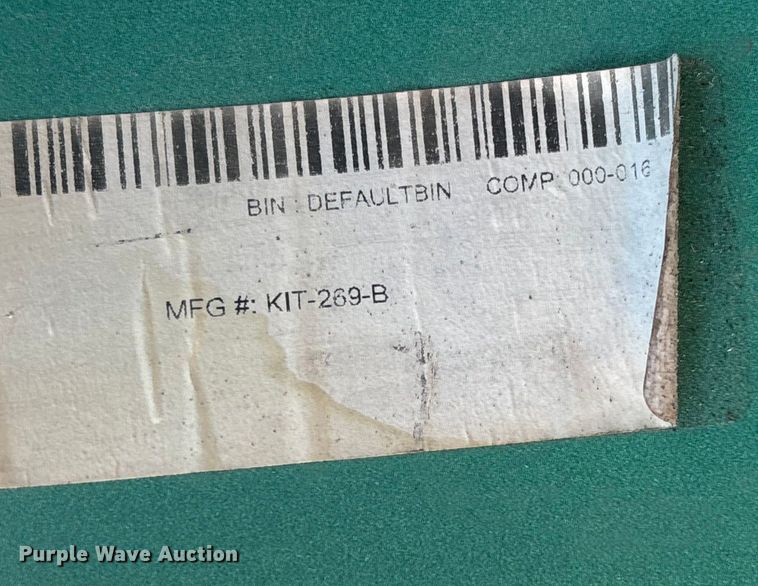 BIN : DEFAULTBIN COMP: 000-016
MFG #: KIT-269-B
Purple Wave Auction